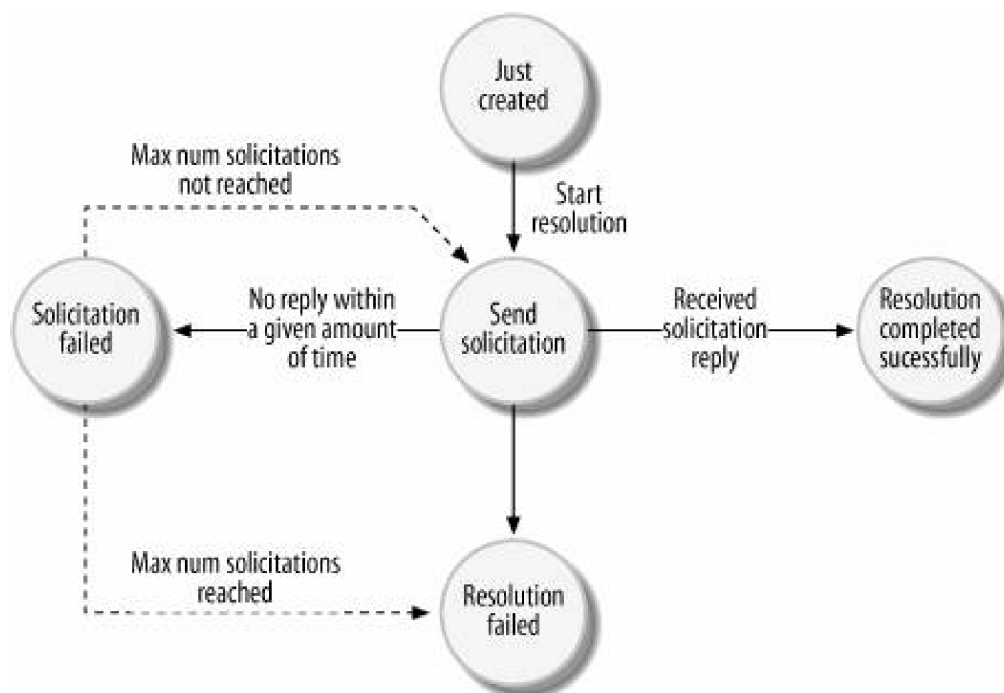 Just
created
Max num solicitations
not reached
Start
resolution
Solicitation
failed
No reply within
a given amount
of time
Send
solicitation
Received
solicitation
reply
Resolution
completed
sucessfully
Max num solicitations
reached
Resolution
failed